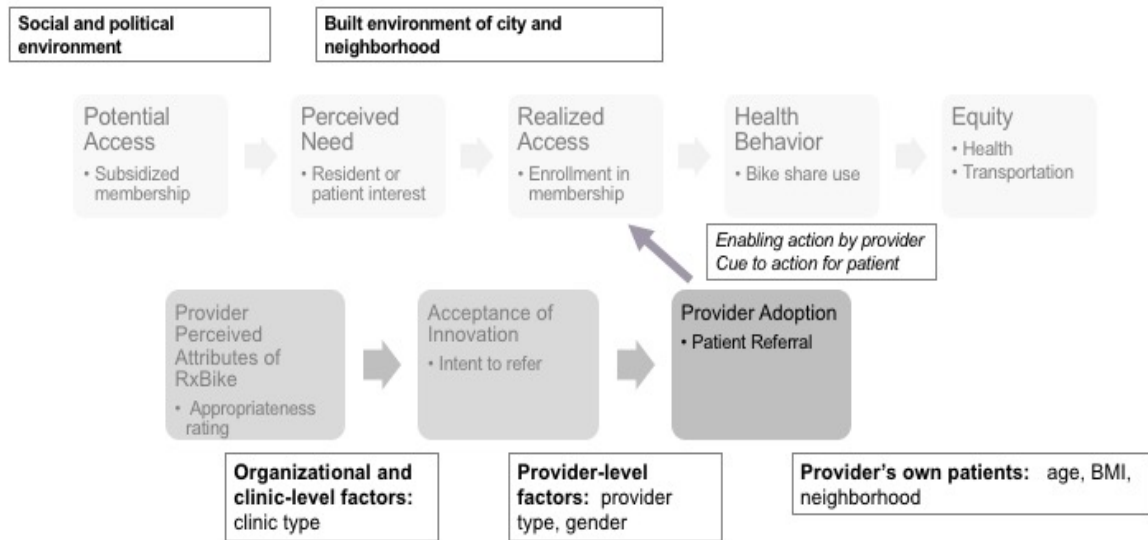 Social and political
environment
Built environment of city and
neighborhood
Potential
Access
• Subsidized
membership
Perceived
Need
• Resident or
patient interest
Realized
Access
• Enrollment in
membership
Health
Behavior
• Bike share use
Equity
• Health
• Transportation
Enabling action by provider
Cue to action for patient
Provider
Perceived
Attributes of
RxBike
• Appropriateness
rating
Acceptance of
Innovation
• Intent to refer
Provider Adoption
• Patient Referral
Organizational and
clinic-level factors:
clinic type
Provider-level
factors: provider
type, gender
Provider's own patients: age, BMI,
neighborhood